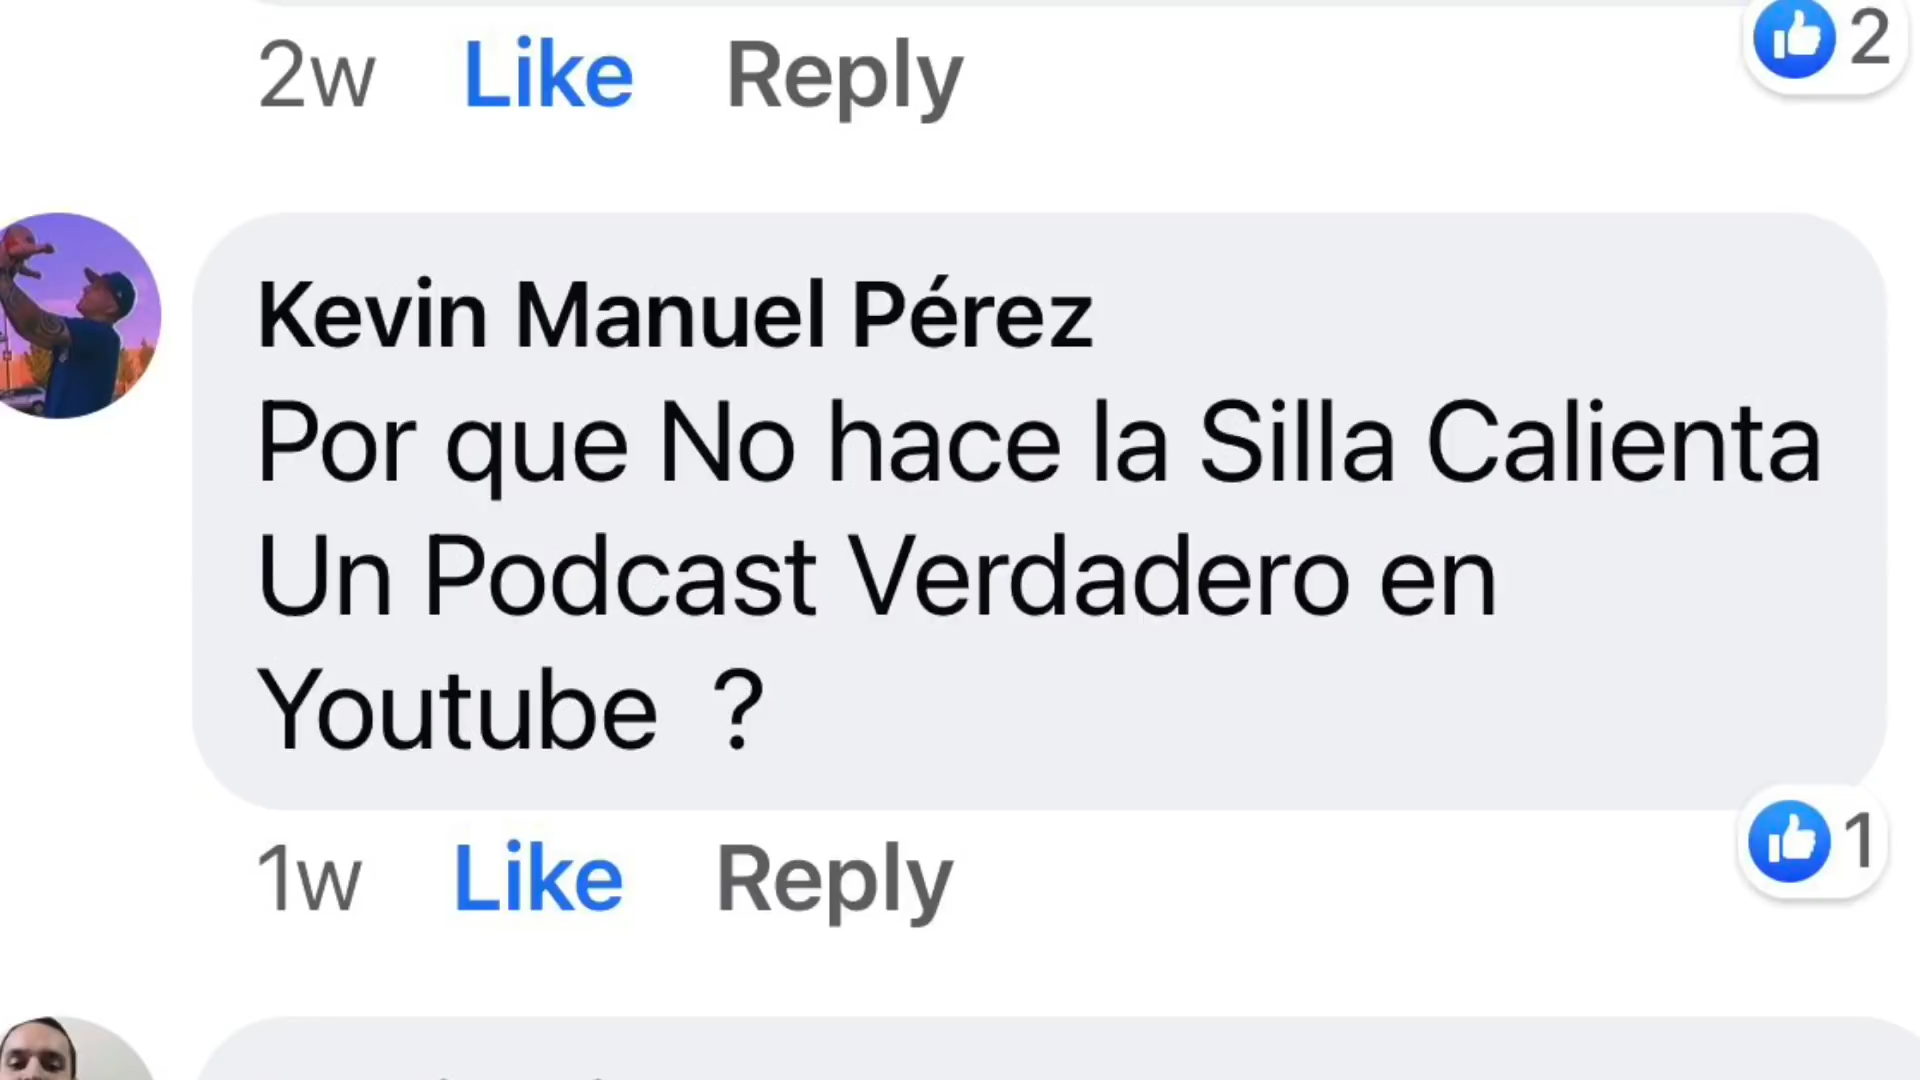 2w Like Reply 2
Kevin Manuel Pérez
Por que No hace la Silla Calienta
Un Podcast Verdadero en
Youtube ?
1w Like Reply 1